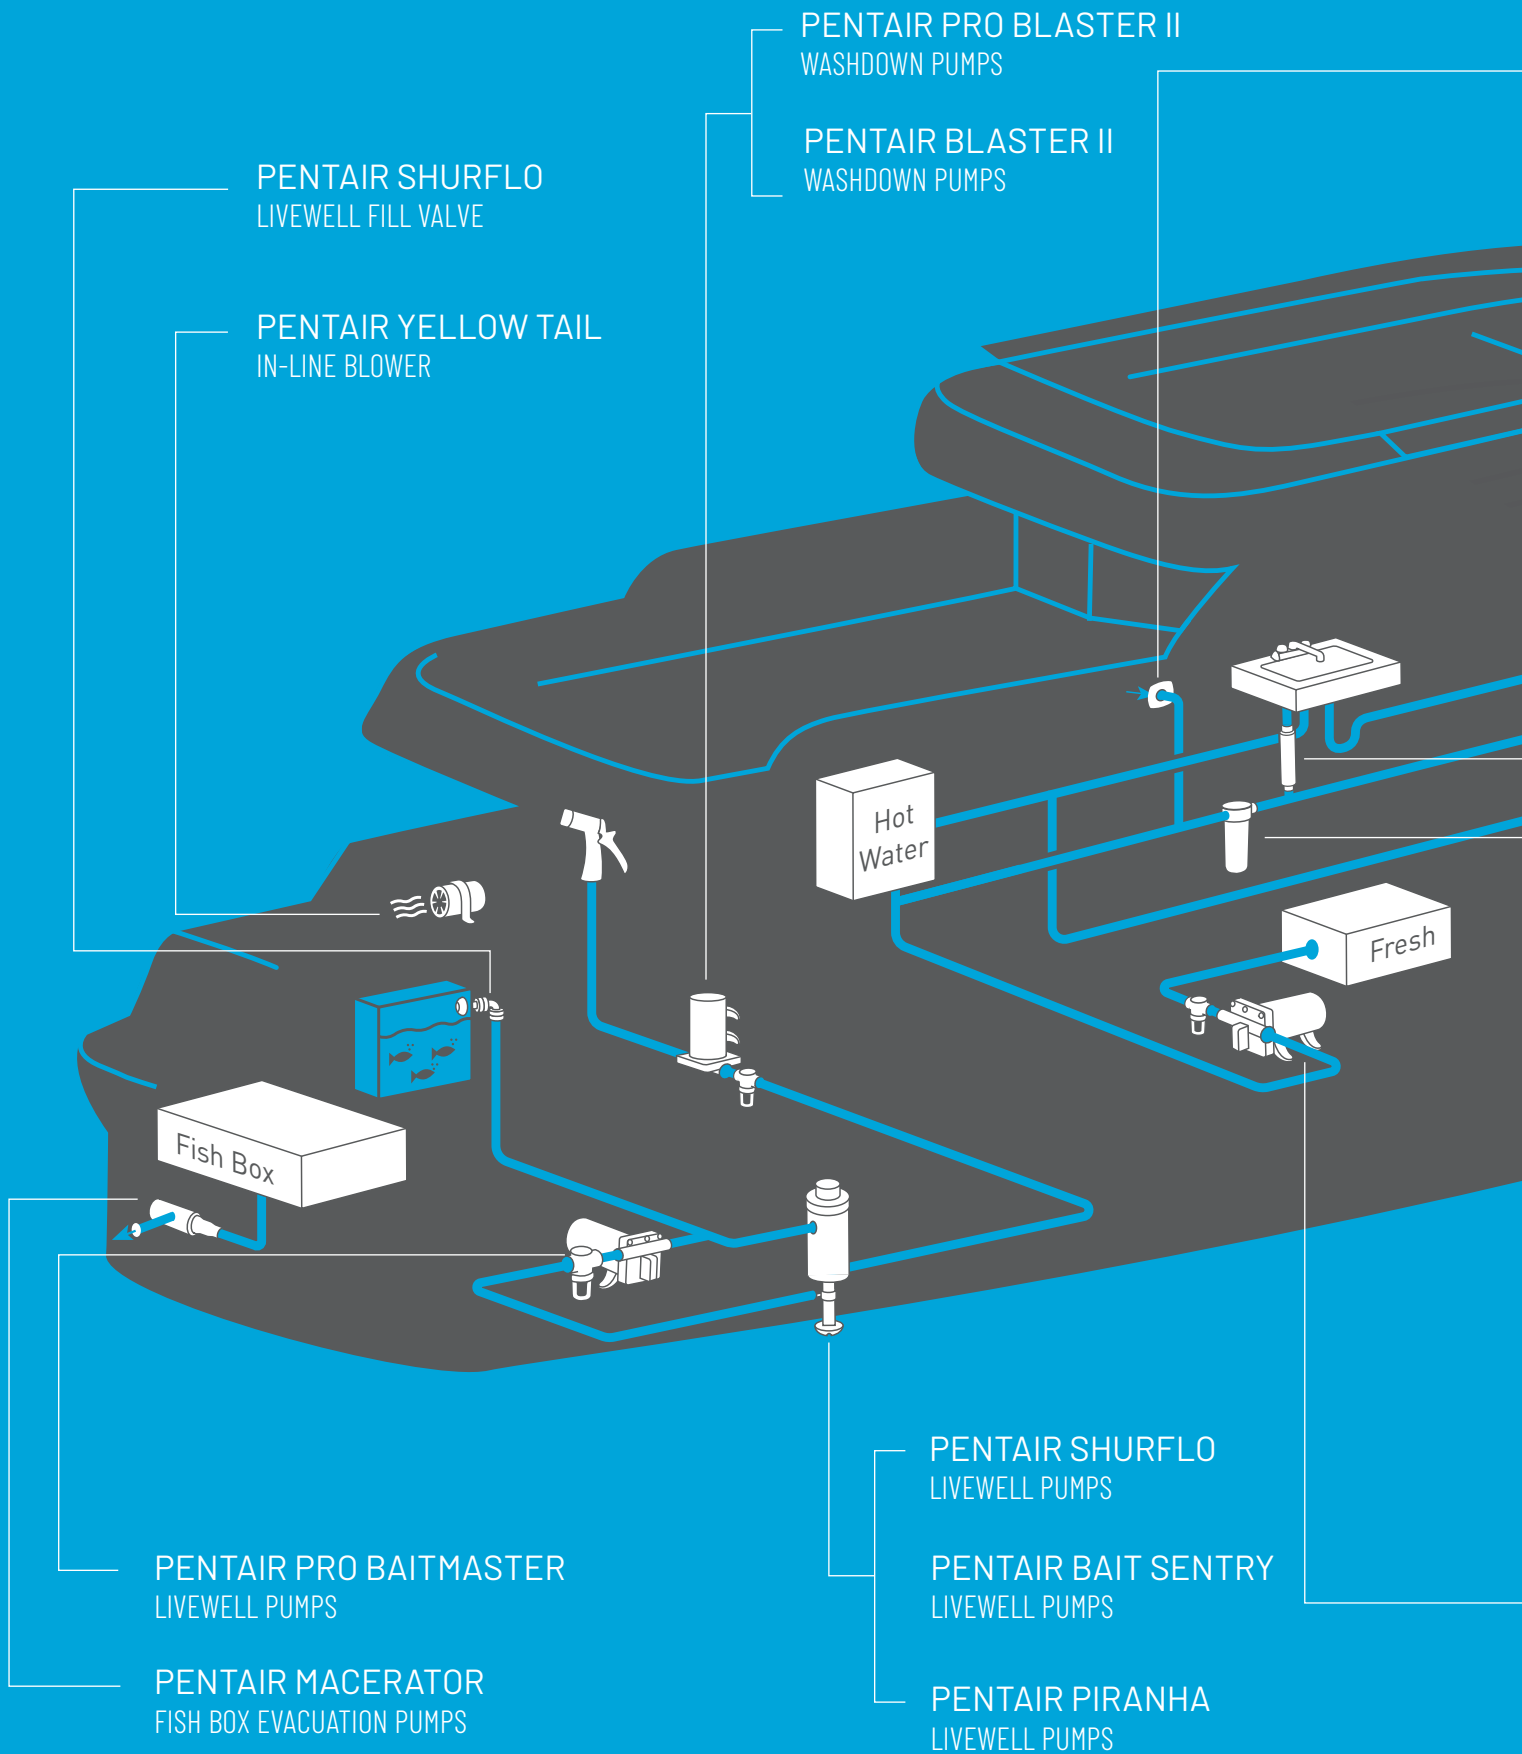 PENTAIR PRO BLASTER II
WASHDOWN PUMPS
PENTAIR BLASTER II
WASHDOWN PUMPS
PENTAIR SHURFLO
LIVEWELL FILL VALVE
PENTAIR YELLOW TAIL
IN-LINE BLOWER
Hot
Water
Fresh
Fish Box
PENTAIR SHURFLO
LIVEWELL PUMPS
PENTAIR PRO BAITMASTER
LIVEWELL PUMPS
PENTAIR BAIT SENTRY
LIVEWELL PUMPS
PENTAIR MACERATOR
FISH BOX EVACUATION PUMPS
PENTAIR PIRANHA
LIVEWELL PUMPS